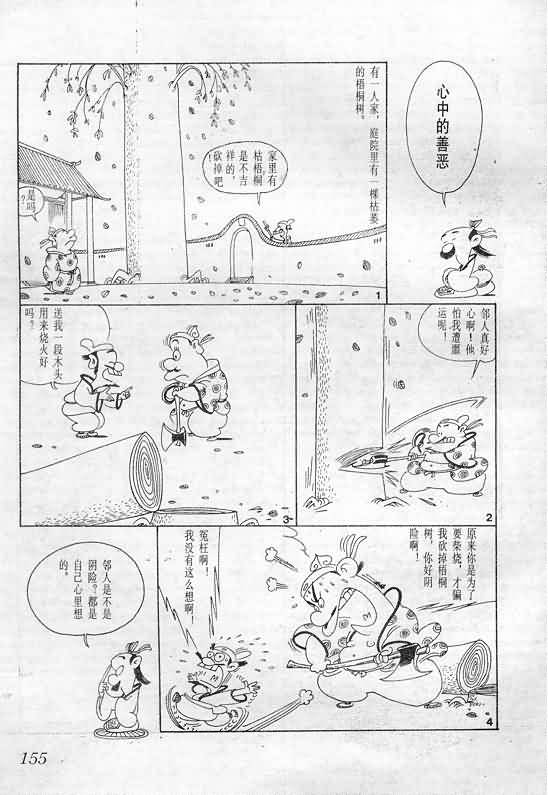 心中的善恶
有一人家，庭院里有一棵枯萎
的梧桐树。
家里有
枯梧桐
是不吉
祥的，
砍掉吧
！
是吗
？
1
邻人真好
心啊！他
怕我遭噩
运呢！
2
送我一段木头
用来烧火好
吗？
3
原来你是为了
要柴烧，才骗
我砍掉梧桐
树，你好阴
险啊！
冤枉啊！
我没有这么想啊！
4
邻人是不是
阴险？都是
自己心里想
的。
155